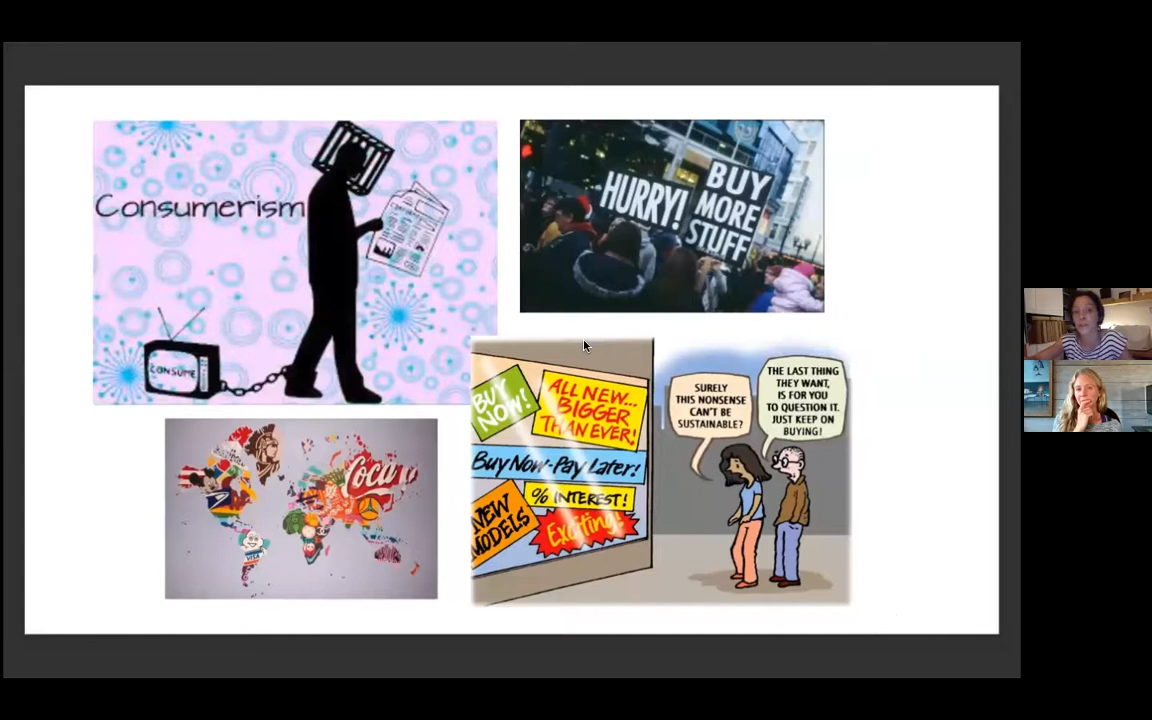 Consumerism
CONSUME
HURRY!
BUY
MORE
STUFF
Coca
VISA
BUY
NOW!
ALL NEW...
BIGGER
THAN EVER!
Buy Now-Pay Later!
% INTEREST!
NEW
MODELS
Exciting!
SURELY
THIS NONSENSE
CAN'T BE
SUSTAINABLE?
THE LAST THING
THEY WANT,
IS FOR YOU
TO QUESTION IT.
JUST KEEP ON
BUYING!